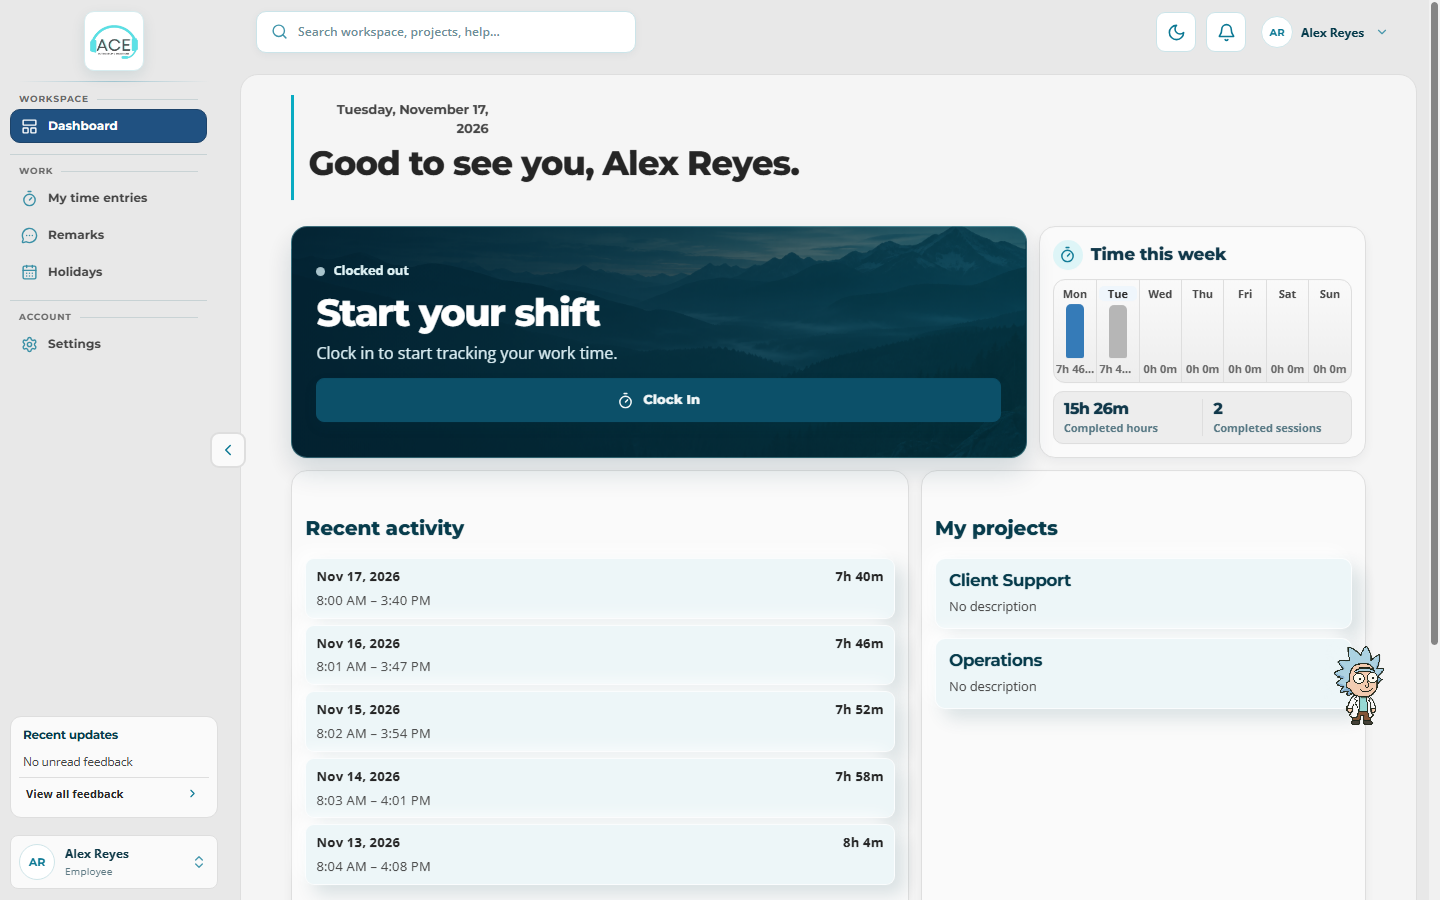 ACE
Search workspace, projects, help...
AR
Alex Reyes
WORKSPACE
Dashboard
WORK
My time entries
Remarks
Holidays
ACCOUNT
Settings
Recent updates
No unread feedback
View all feedback
AR
Alex Reyes
Employee
Tuesday, November 17,
2026
Good to see you, Alex Reyes.
Clocked out
Start your shift
Clock in to start tracking your work time.
Clock In
Time this week
Mon Tue Wed Thu Fri Sat Sun
7h 46... 7h 4... 0h 0m 0h 0m 0h 0m 0h 0m 0h 0m
15h 26m
Completed hours
2
Completed sessions
Recent activity
Nov 17, 2026 7h 40m
8:00 AM – 3:40 PM
Nov 16, 2026 7h 46m
8:01 AM – 3:47 PM
Nov 15, 2026 7h 52m
8:02 AM – 3:54 PM
Nov 14, 2026 7h 58m
8:03 AM – 4:01 PM
Nov 13, 2026 8h 4m
8:04 AM – 4:08 PM
My projects
Client Support
No description
Operations
No description